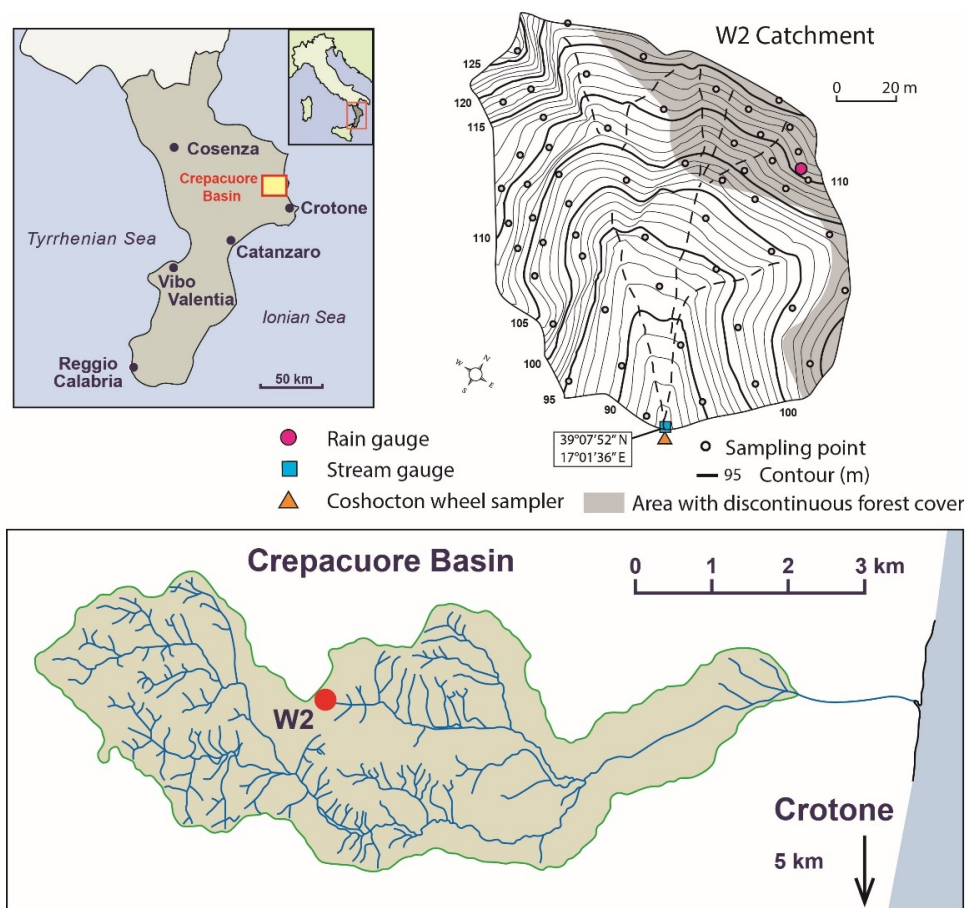 Cosenza
Crepacuore
Basin
Crotone
Tyrrhenian Sea
Catanzaro
Vibo
Valentia
Ionian Sea
Reggio
Calabria
50 km
W2 Catchment
0 20 m
125
120
115
110
110
105
100
95
90
100
W
N
S
E
39°07’52” N
17°01’36” E
Rain gauge
Stream gauge
Coshocton wheel sampler
Sampling point
95 Contour (m)
Area with discontinuous forest cover
Crepacuore Basin
0 1 2 3 km
W2
Crotone
5 km